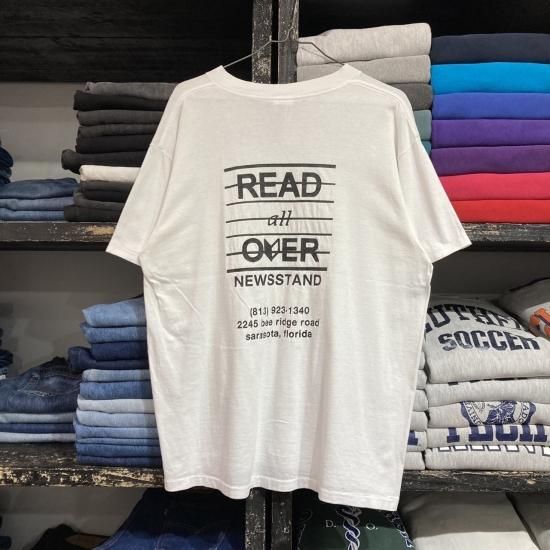 READ
all
OVER
NEWSSTAND
(813) 923-1340
2245 bee ridge road
sarasota, florida
SOCCER
D.
O.